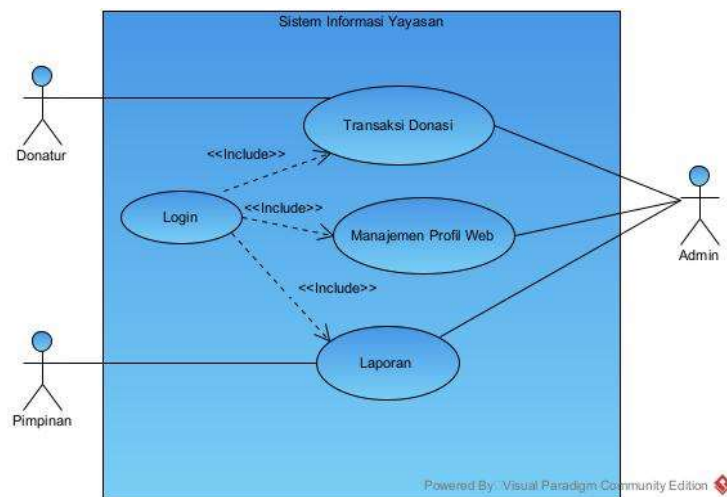 Sistem Informasi Yayasan
Transaksi Donasi
Donatur
<<Include>>
Login
<<Include>>
Manajemen Profil Web
Admin
<<Include>>
Laporan
Pimpinan
Powered By: Visual Paradigm Community Edition